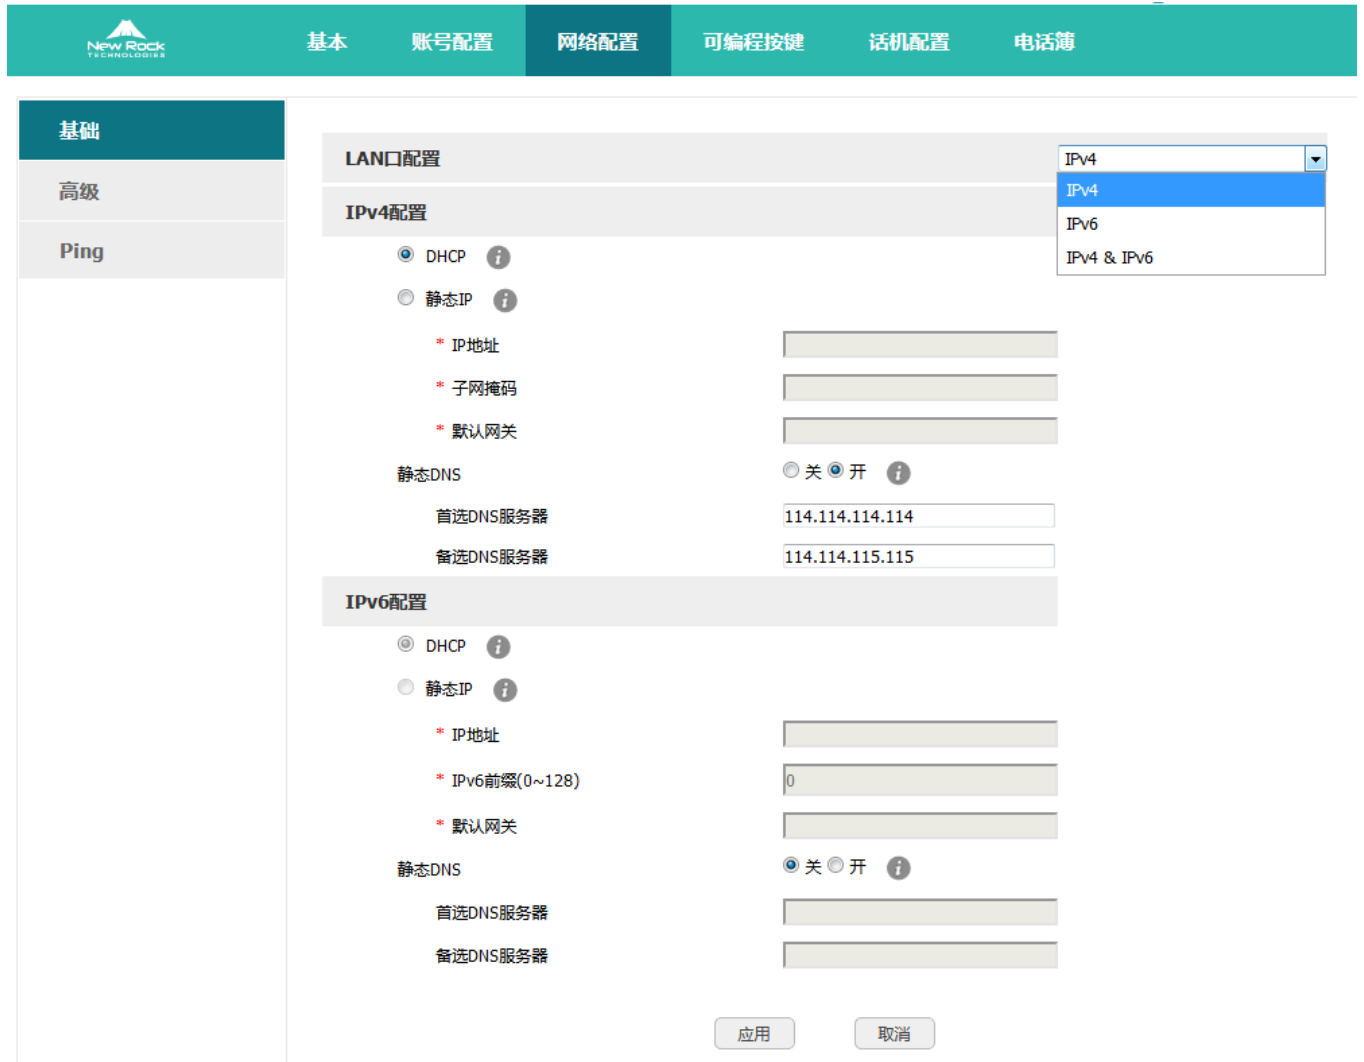 New Rock
TECHNOLOGIES
基本 账号配置 网络配置 可编程按键 话机配置 电话簿
基础
高级
Ping
LAN口配置 IPv4
IPv4
IPv6
IPv4 & IPv6
IPv4配置
DHCP
静态IP
* IP地址
* 子网掩码
* 默认网关
静态DNS 关 开
首选DNS服务器 114.114.114.114
备选DNS服务器 114.114.115.115
IPv6配置
DHCP
静态IP
* IP地址
* IPv6前缀(0~128) 0
* 默认网关
静态DNS 关 开
首选DNS服务器
备选DNS服务器
应用 取消